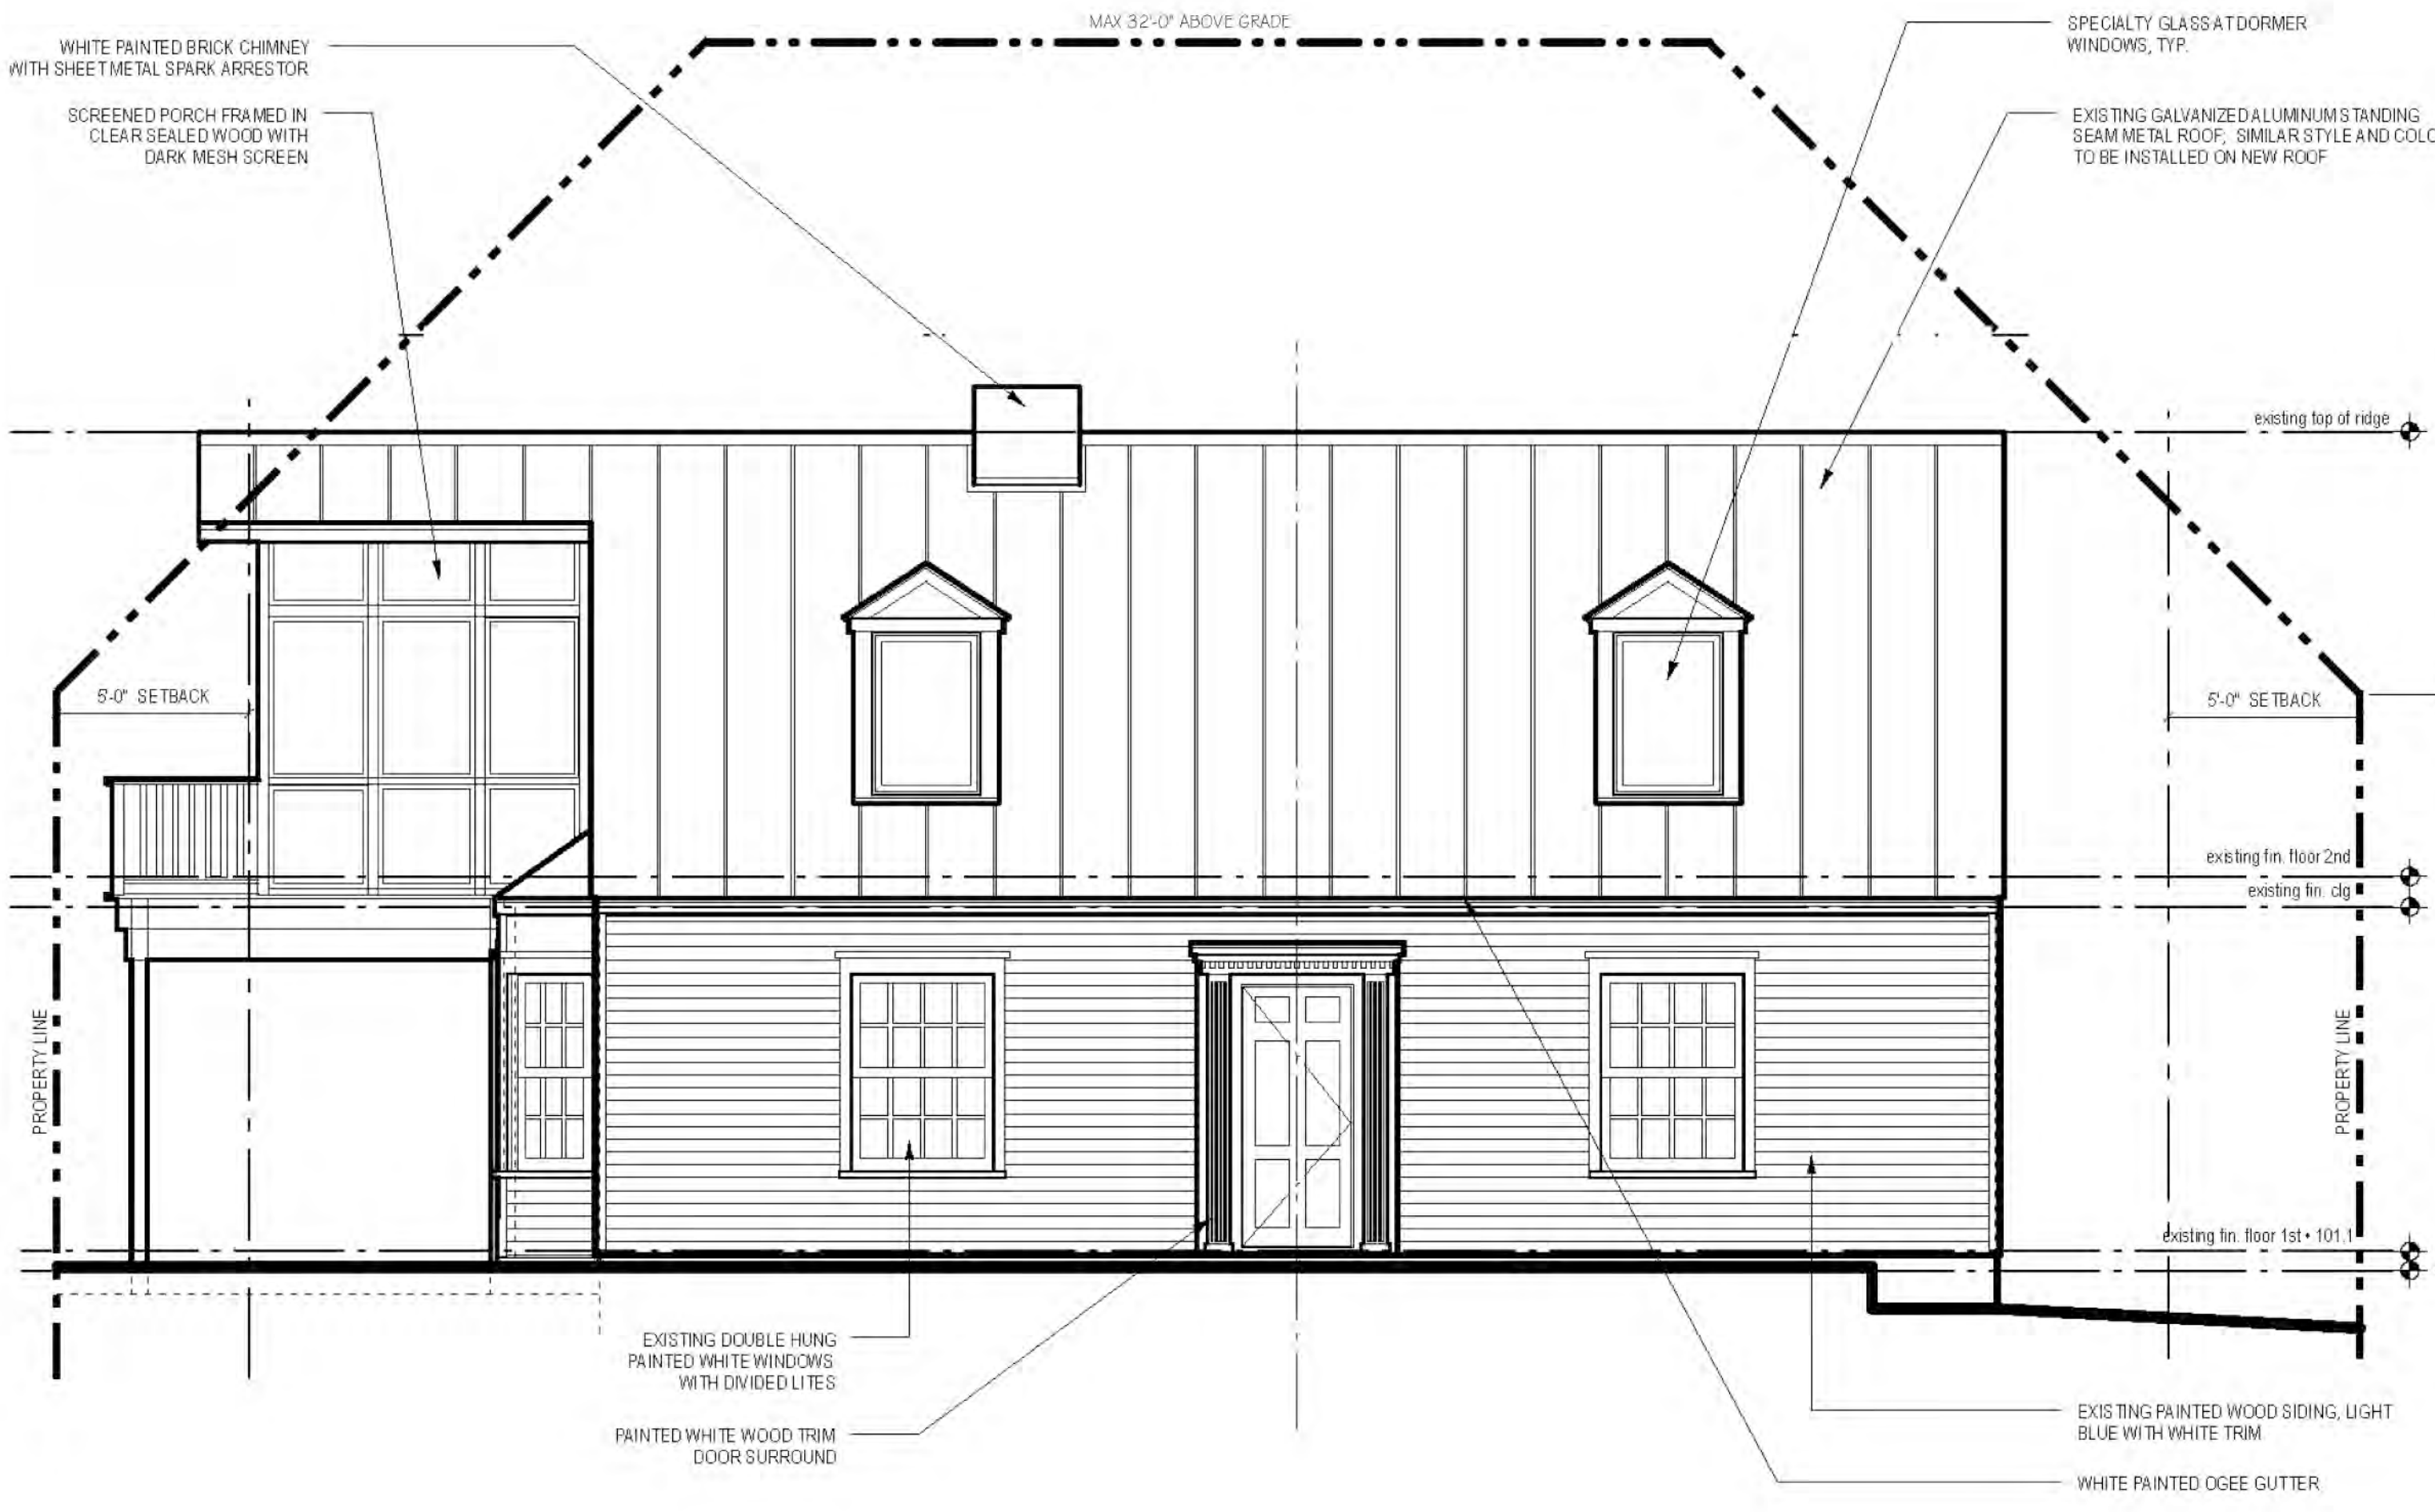 MAX 32'-0" ABOVE GRADE
WHITE PAINTED BRICK CHIMNEY
WITH SHEET METAL SPARK ARRESTOR
SCREENED PORCH FRAMED IN
CLEAR SEALED WOOD WITH
DARK MESH SCREEN
SPECIALTY GLASS AT DORMER
WINDOWS, TYP.
EXISTING GALVANIZED ALUMINUM STANDING
SEAM METAL ROOF; SIMILAR STYLE AND COLO
TO BE INSTALLED ON NEW ROOF
existing top of ridge
5'-0" SETBACK
5'-0" SETBACK
existing fin. floor 2nd
existing fin. clg
PROPERTY LINE
PROPERTY LINE
existing fin. floor 1st • 101.1
EXISTING DOUBLE HUNG
PAINTED WHITE WINDOWS
WITH DIVIDED LITES
PAINTED WHITE WOOD TRIM
DOOR SURROUND
EXISTING PAINTED WOOD SIDING, LIGHT
BLUE WITH WHITE TRIM
WHITE PAINTED OGEE GUTTER